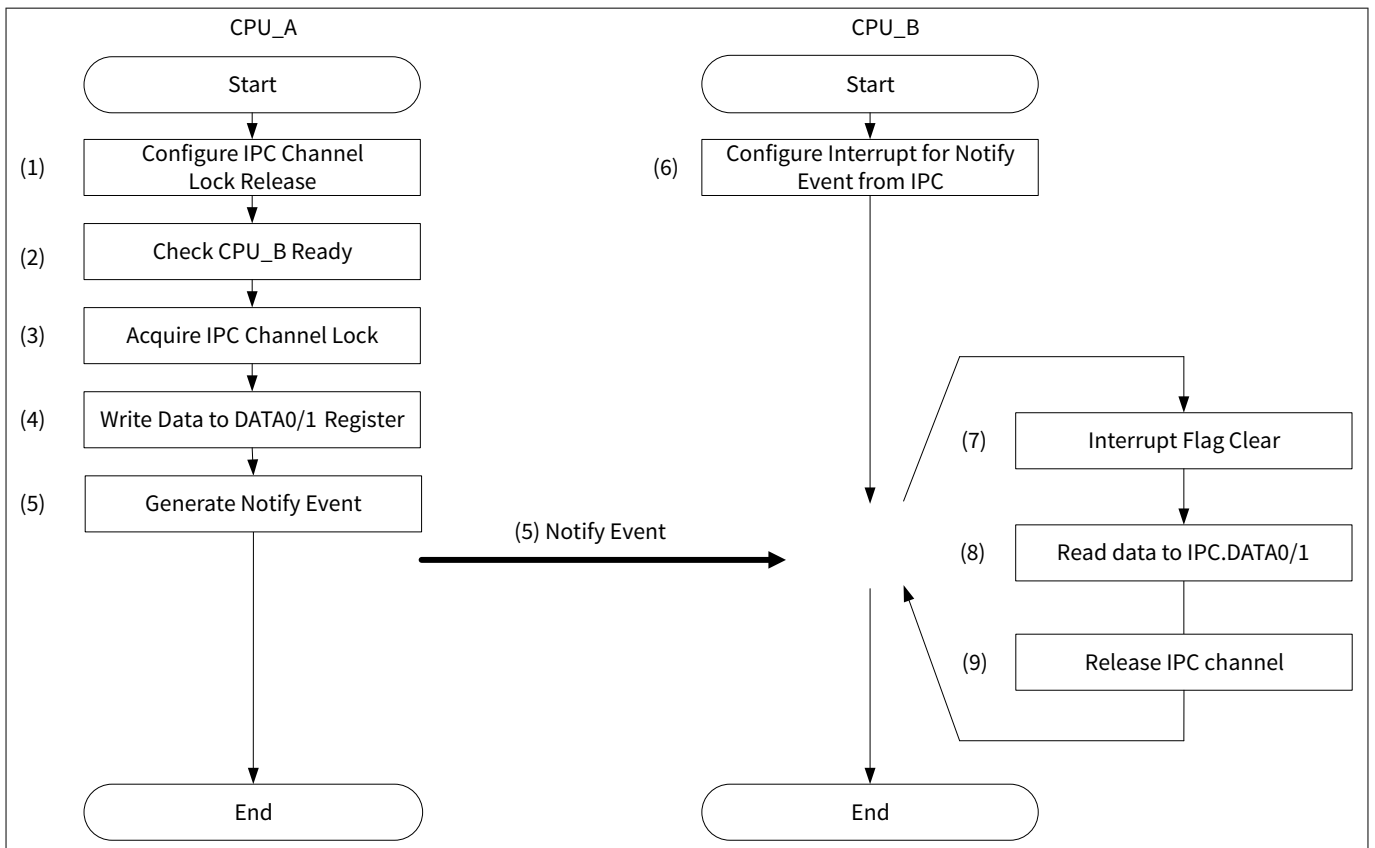 CPU_A
Start
(1)
Configure IPC Channel
Lock Release
(2)
Check CPU_B Ready
(3)
Acquire IPC Channel Lock
(4)
Write Data to DATA0/1 Register
(5)
Generate Notify Event
(5) Notify Event
End
CPU_B
Start
(6)
Configure Interrupt for Notify
Event from IPC
(7)
Interrupt Flag Clear
(8)
Read data to IPC.DATA0/1
(9)
Release IPC channel
End